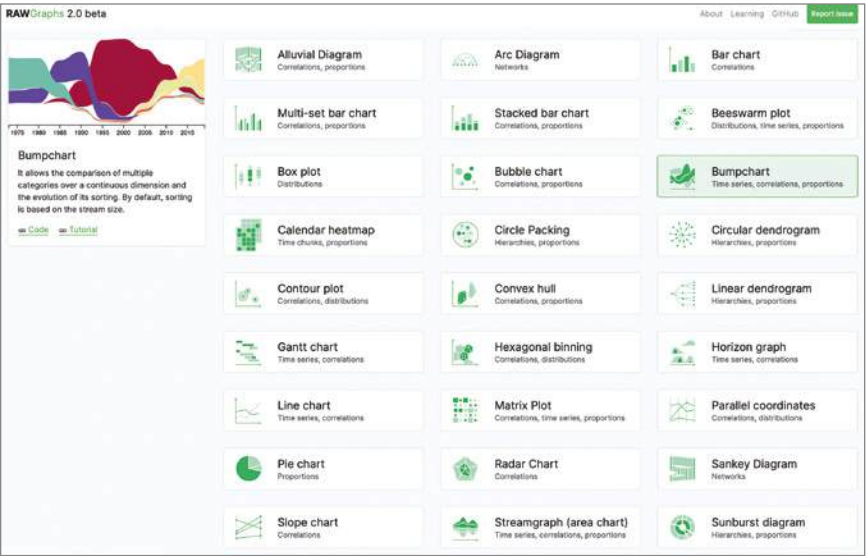 RAWGraphs 2.0 beta
About Learning GitHub Report Issue
1975 1980 1985 1990 1995 2000 2005 2010 2015
Bumpchart
It allows the comparison of multiple
categories over a continuous dimension and
the evolution of its sorting. By default, sorting
is based on the stream size.
Code Tutorial
Alluvial Diagram
Correlations, proportions
Arc Diagram
Networks
Bar chart
Correlations
Multi-set bar chart
Correlations, proportions
Stacked bar chart
Correlations, proportions
Beeswarm plot
Distributions, time series, proportions
Box plot
Distributions
Bubble chart
Correlations, proportions
Bumpchart
Time series, correlations, proportions
Calendar heatmap
Time chunks, proportions
Circle Packing
Hierarchies, proportions
Circular dendrogram
Hierarchies, proportions
Contour plot
Correlations, distributions
Convex hull
Correlations, proportions
Linear dendrogram
Hierarchies, proportions
Gantt chart
Time series, correlations
Hexagonal binning
Correlations, distributions
Horizon graph
Time series, correlations
Line chart
Time series, correlations
Matrix Plot
Correlations, time series, proportions
Parallel coordinates
Correlations, distributions
Pie chart
Proportions
Radar Chart
Correlations
Sankey Diagram
Networks
Slope chart
Correlations
Streamgraph (area chart)
Time series, correlations, proportions
Sunburst diagram
Hierarchies, proportions